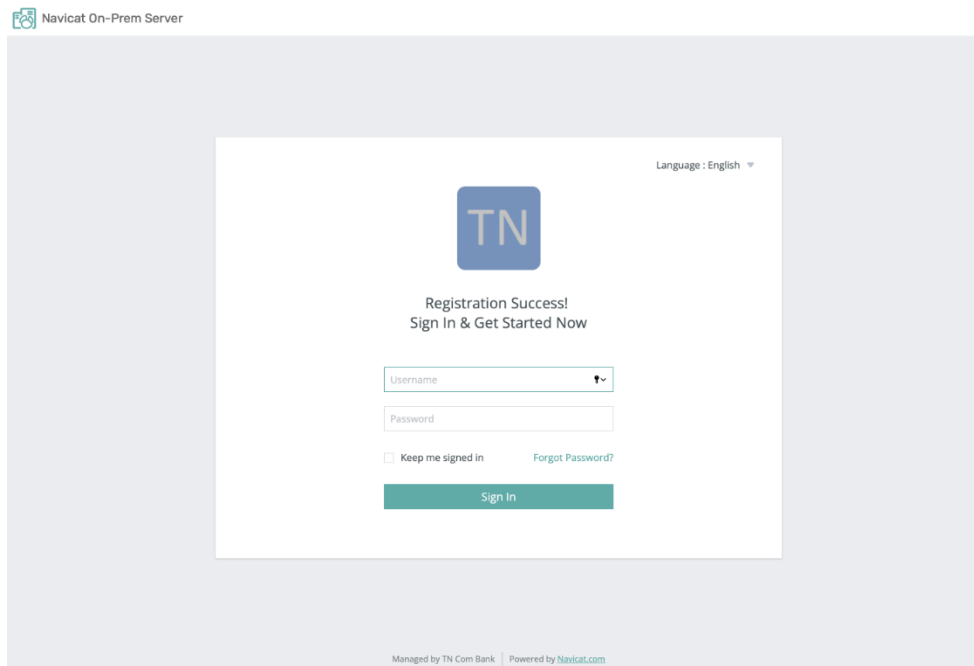 Navicat On-Prem Server
Language : English
TN
Registration Success!
Sign In & Get Started Now
Username
Password
Keep me signed in
Forgot Password?
Sign In
Managed by TN Com Bank | Powered by Navicat.com